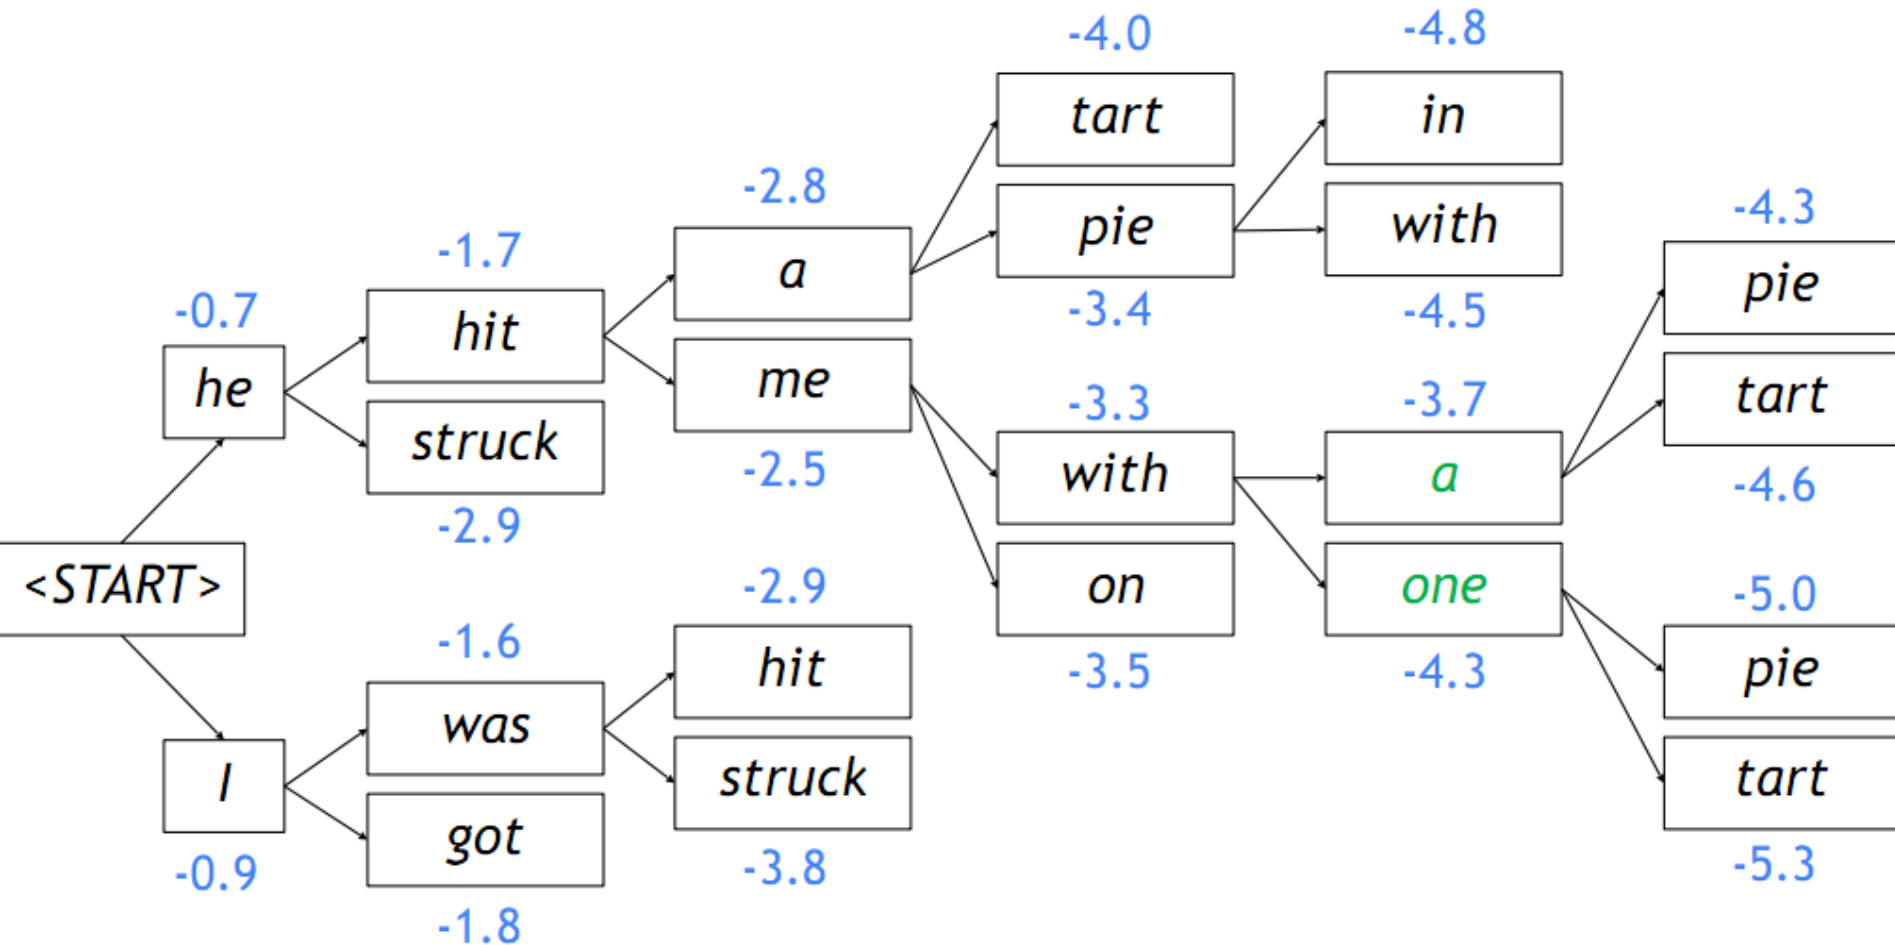 <START>
-0.7
he
I
-0.9
-1.7
hit
struck
-2.9
-1.6
was
got
-1.8
-2.8
a
me
-2.5
-2.9
hit
struck
-3.8
-4.0
tart
pie
-3.4
-3.3
with
on
-3.5
-4.8
in
with
-4.5
-3.7
a
one
-4.3
-4.3
pie
tart
-4.6
-5.0
pie
tart
-5.3